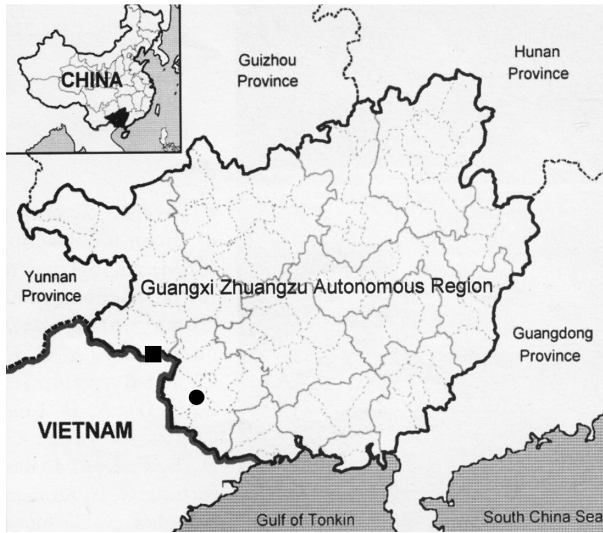 CHINA
Guizhou
Province
Hunan
Province
Yunnan
Province
Guangxi Zhuangzu Autonomous Region
Guangdong
Province
VIETNAM
Gulf of Tonkin
South China Sea